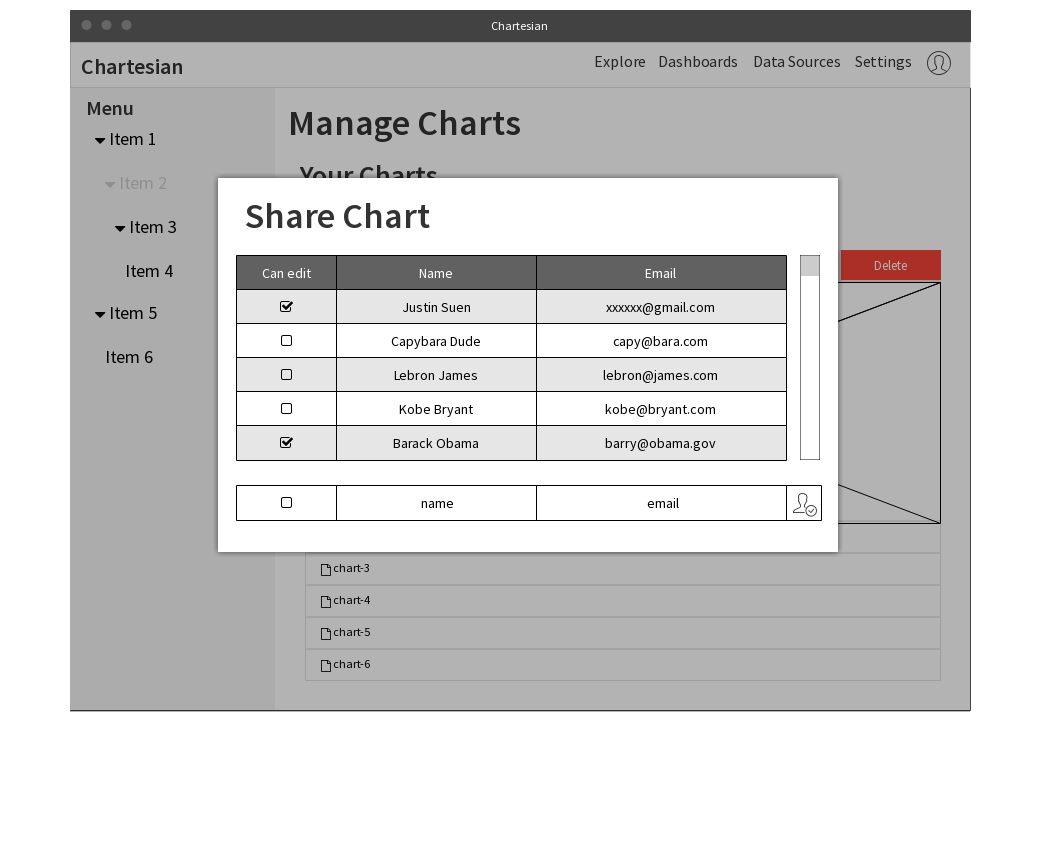 Chartesian
Chartesian
Explore Dashboards Data Sources Settings
Menu
Item 1
Item 2
Item 3
Item 4
Item 5
Item 6
Manage Charts
Your Charts
Delete
Share Chart
Can edit Name Email
Justin Suen xxxxxx@gmail.com
Capybara Dude capy@bara.com
Lebron James lebron@james.com
Kobe Bryant kobe@bryant.com
Barack Obama barry@obama.gov
name email
chart-3
chart-4
chart-5
chart-6